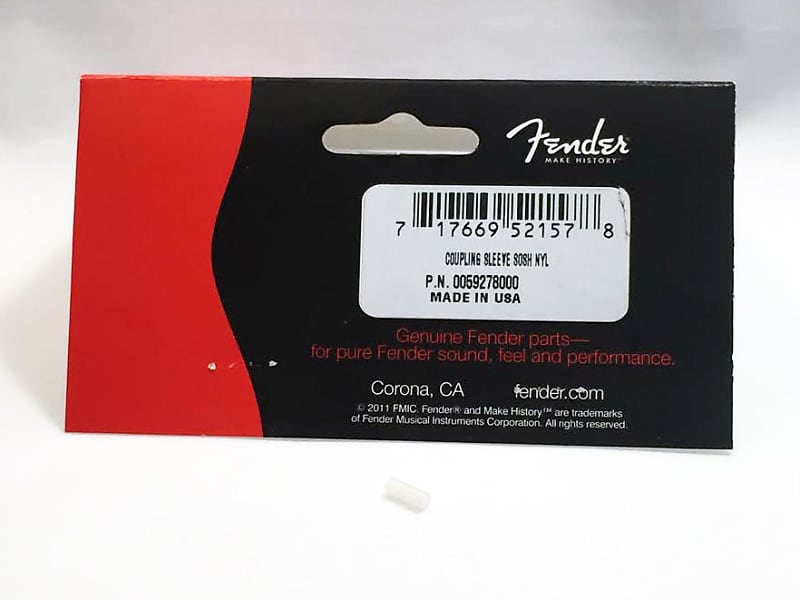 Fender
MAKE HISTORY™
7 17669 52157 8
COUPLING SLEEVE SOSH NYL
P.N. 0059278000
MADE IN USA
Genuine Fender parts—
for pure Fender sound, feel and performance.
Corona, CA fender.com
© 2011 FMIC. Fender® and Make History™ are trademarks
of Fender Musical Instruments Corporation. All rights reserved.